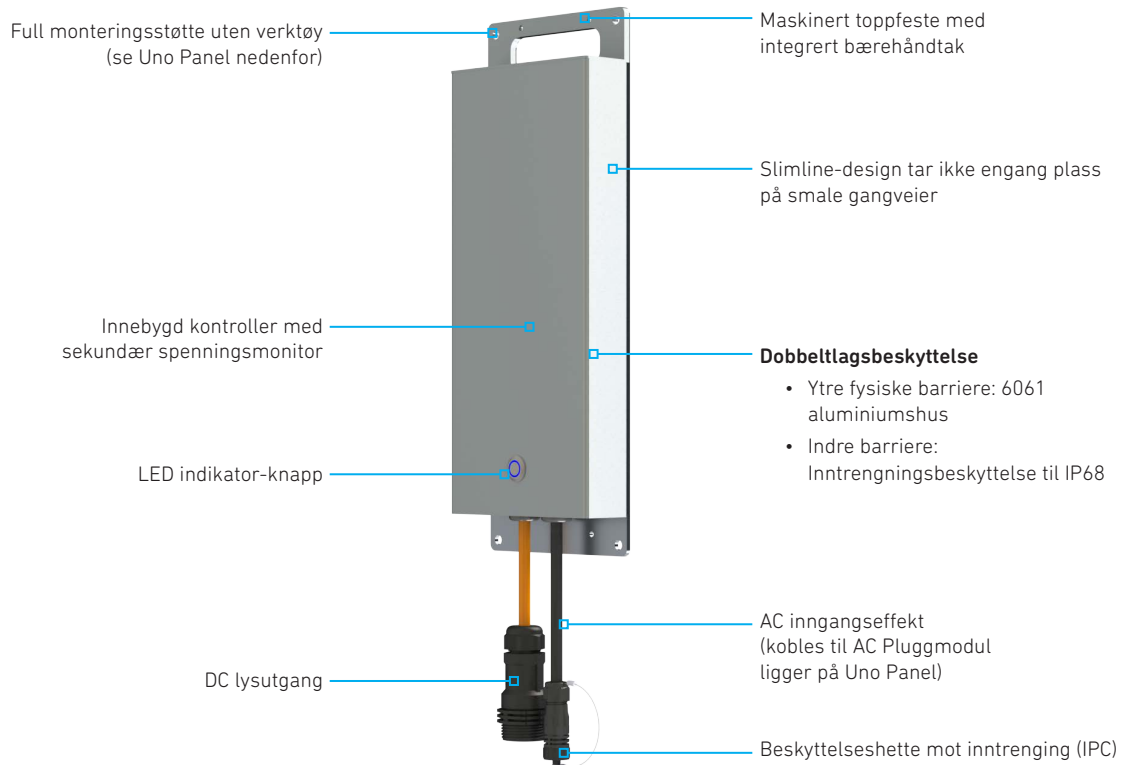 Full monteringsstøtte uten verktøy
(se Uno Panel nedenfor)
Maskinert toppfeste med
integrert bærehåndtak
Slimline-design tar ikke engang plass
på smale gangveier
Innebygd kontroller med
sekundær spenningsmonitor
Dobbeltlagsbeskyttelse
• Ytre fysiske barriere: 6061
aluminiumshus
• Indre barriere:
Inntrengningsbeskyttelse til IP68
LED indikator-knapp
AC inngangseffekt
(kobles til AC Pluggmodul
ligger på Uno Panel)
DC lysutgang
Beskyttelseshette mot inntrenging (IPC)